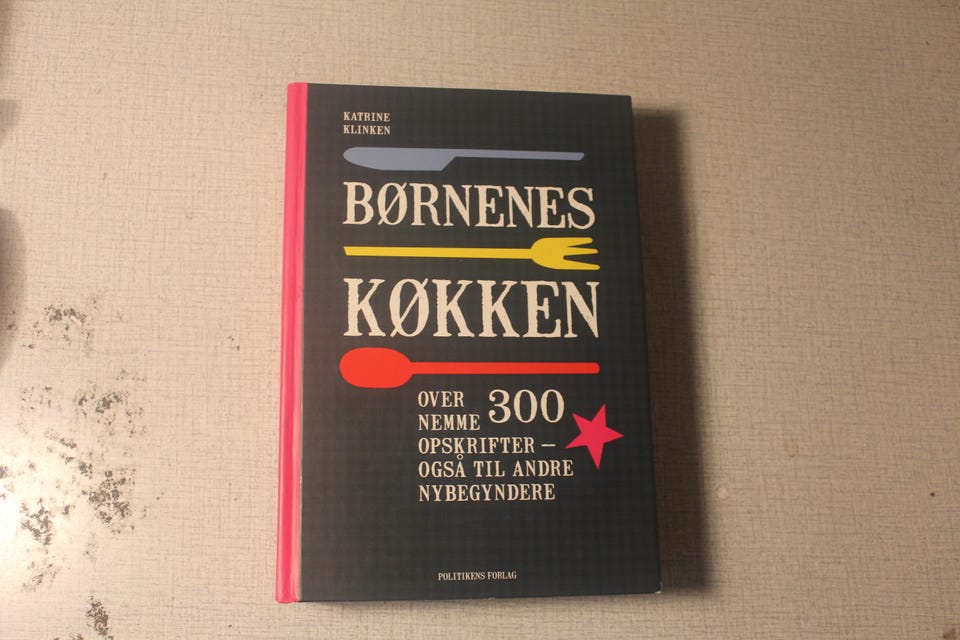 KATRINE
KLINKEN
BØRNENES
KØKKEN
OVER 300
NEMME
OPSKRIFTER —
OGSÅ TIL ANDRE
NYBEGYNDERE
POLITIKENS FORLAG